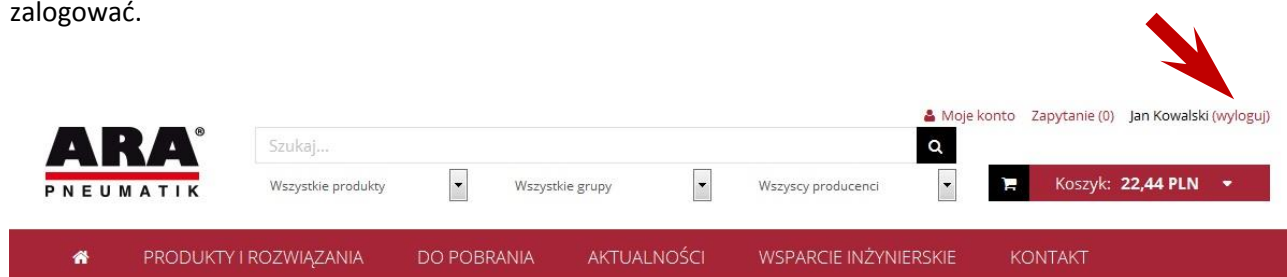 zalogować.
Moje konto Zapytanie (0) Jan Kowalski (wyloguj)
ARA®
PNEUMATIK
Szukaj...
Wszystkie produkty Wszystkie grupy Wszyscy producenci
Koszyk: 22,44 PLN
PRODUKTY I ROZWIĄZANIA DO POBRANIA AKTUALNOŚCI WSPARCIE INŻYNIERSKIE KONTAKT